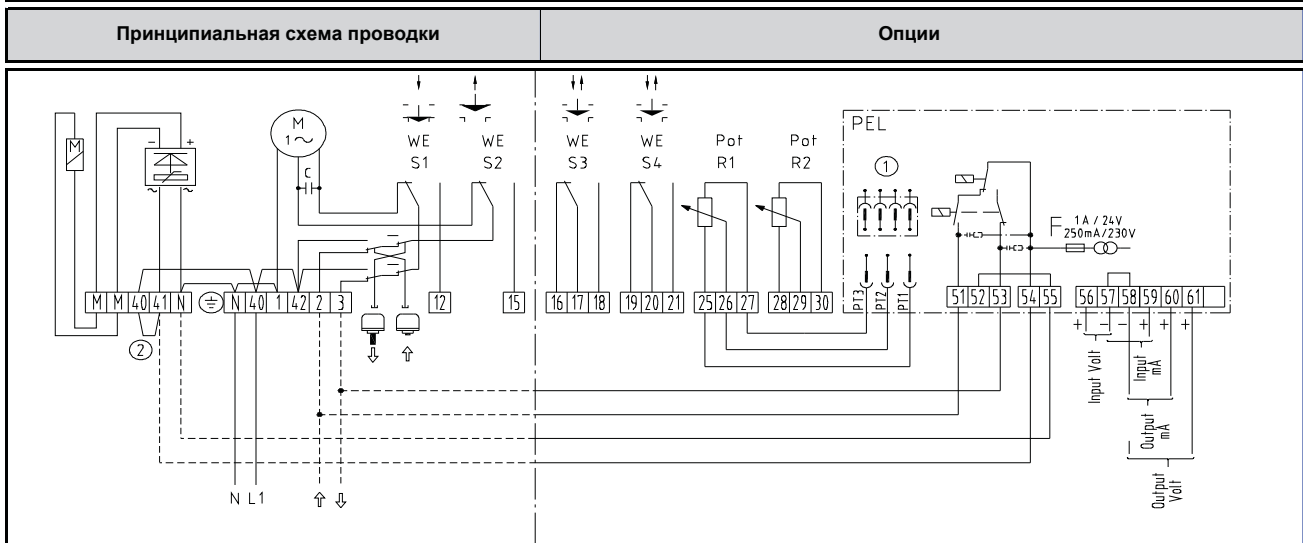 Принципиальная схема проводки
Опции
M
1~
C
WE
S1
WE
S2
WE
S3
WE
S4
Pot
R1
Pot
R2
PEL
1
1A / 24V
F
250mA/230V
M
- +
~ ~
M M 40 41 N
N 40 1 42 2 3
12
15
16 17 18
19 20 21
25 26 27
28 29 30
PT3
PT2
PT1
51 52 53
54 55
56 57 58 59 60 61
+ - - + + +
2
Input Volt
Input
mA
Output
mA
Output
Volt
N L1